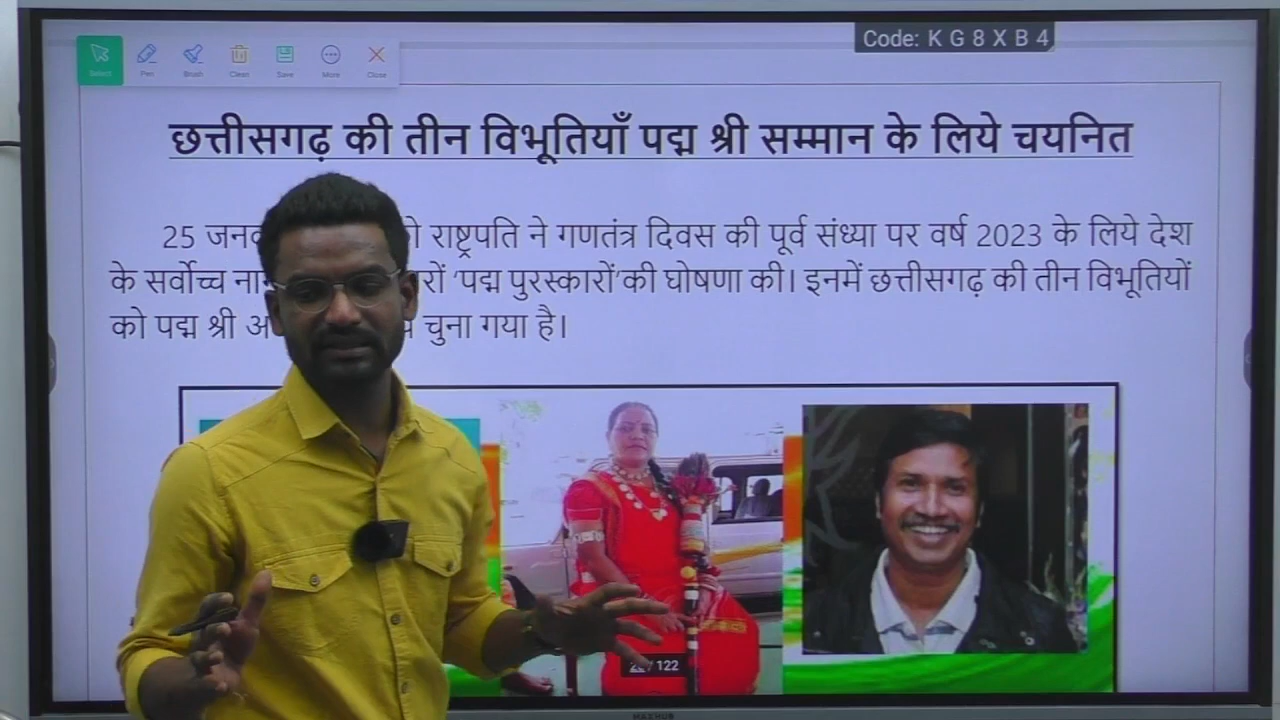 Code: K G 8 X B 4
Select Pen Brush Clean Save More Close
छत्तीसगढ़ की तीन विभूतियाँ पद्म श्री सम्मान के लिये चयनित
25 राष्ट्रपति ने गणतंत्र दिवस की पूर्व संध्या पर वर्ष 2023 के लिये देश
के सर्वोच्च 'पद्म पुरस्कारों'की घोषणा की। इनमें छत्तीसगढ़ की तीन विभूतियों
को पद्म श्री चुना गया है।
/ 122
MAXHUB